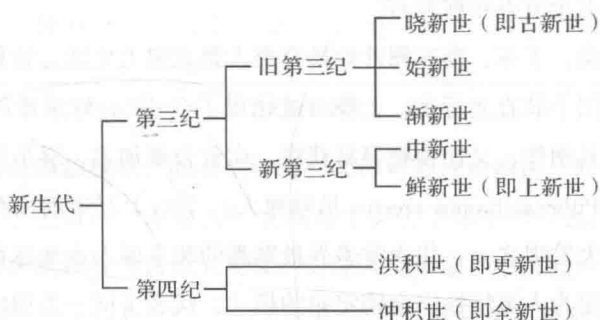 晓新世（即古新世）
旧第三纪
始新世
渐新世
第三纪
中新世
新第三纪
鲜新世（即上新世）
新生代
洪积世（即更新世）
第四纪
冲积世（即全新世）